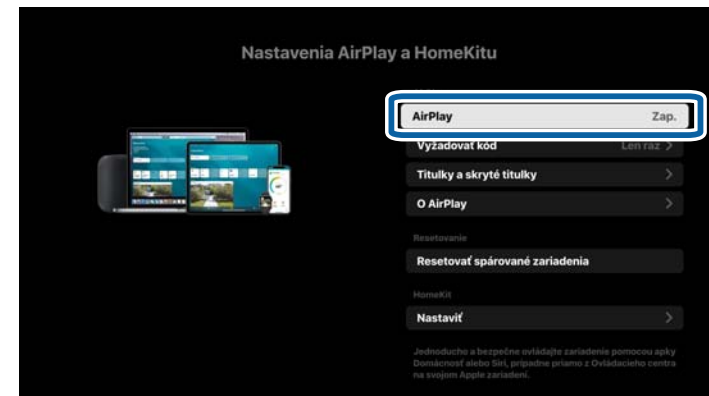 Nastavenia AirPlay a HomeKitu
AirPlay Zap.
Vyžadovať kód Len raz >
Titulky a skryté titulky >
O AirPlay >
Resetovanie
Resetovať spárované zariadenia
HomeKit
Nastaviť >
Jednoducho a bezpečne ovládajte zariadenie pomocou apky
Domácnosť alebo Siri, prípadne priamo z Ovládacieho centra
na svojom Apple zariadení.